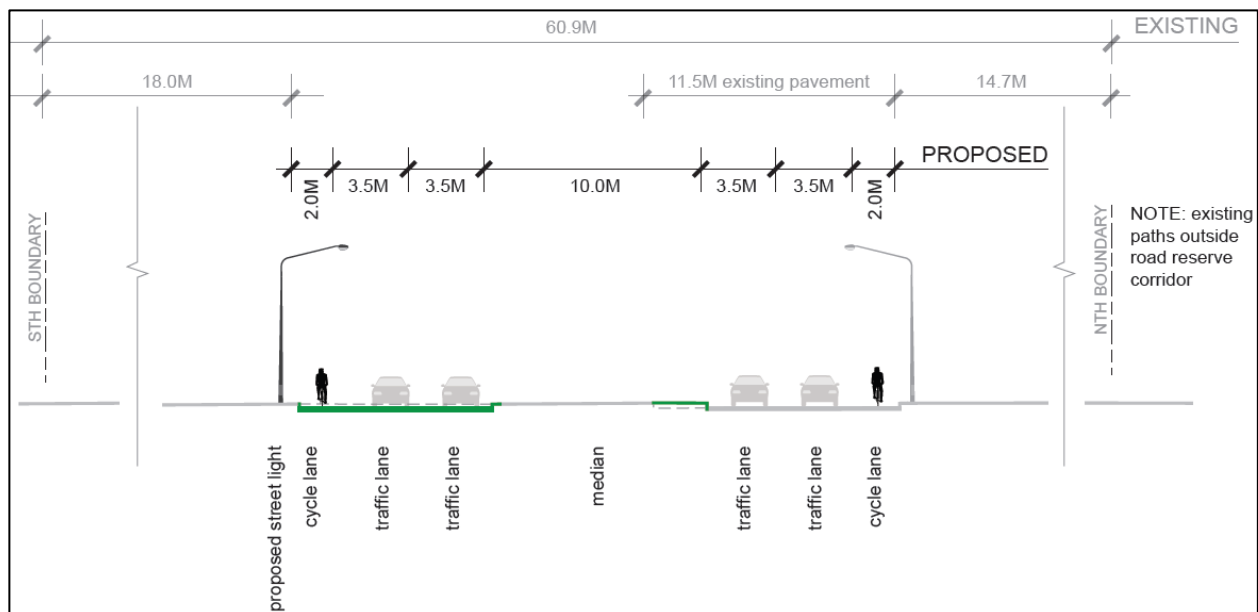 60.9M
EXISTING
18.0M
11.5M existing pavement
14.7M
PROPOSED
2.0M
3.5M
3.5M
10.0M
3.5M
3.5M
2.0M
STH BOUNDARY
NTH BOUNDARY
NOTE: existing
paths outside
road reserve
corridor
proposed street light
cycle lane
traffic lane
traffic lane
median
traffic lane
traffic lane
cycle lane